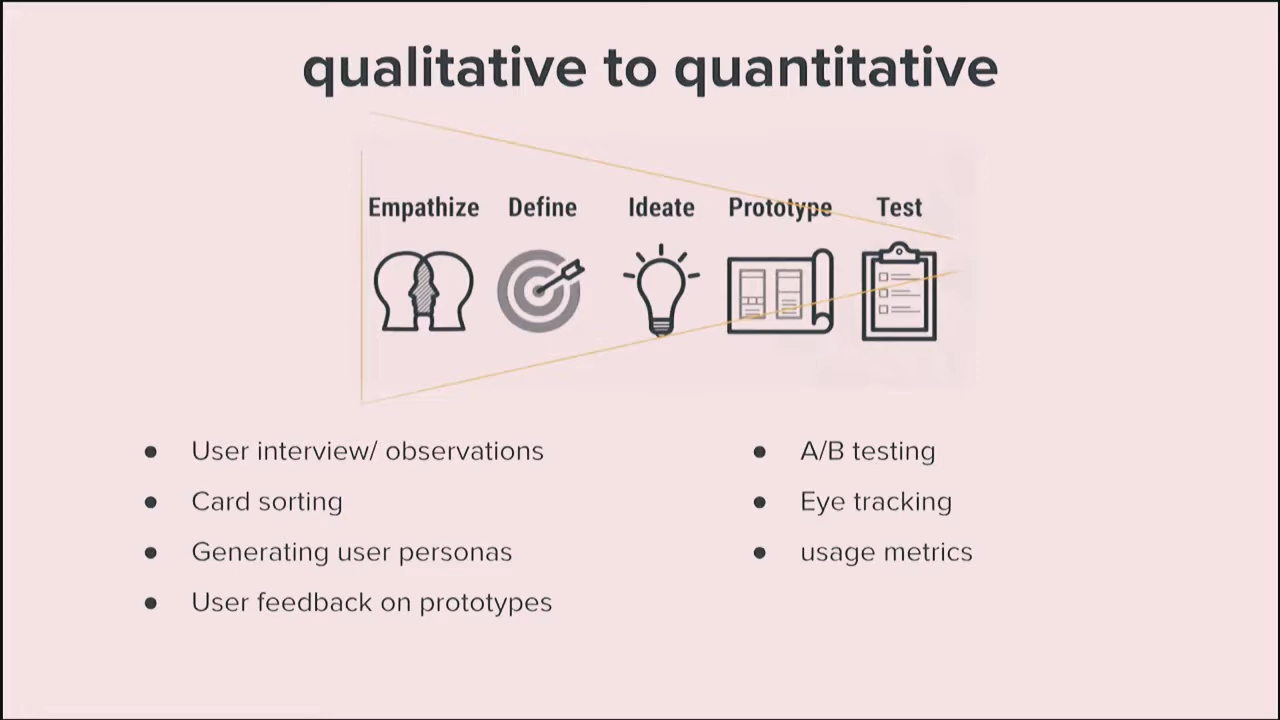 qualitative to quantitative
Empathize Define Ideate Prototype Test
● User interview/ observations
● Card sorting
● Generating user personas
● User feedback on prototypes
● A/B testing
● Eye tracking
● usage metrics